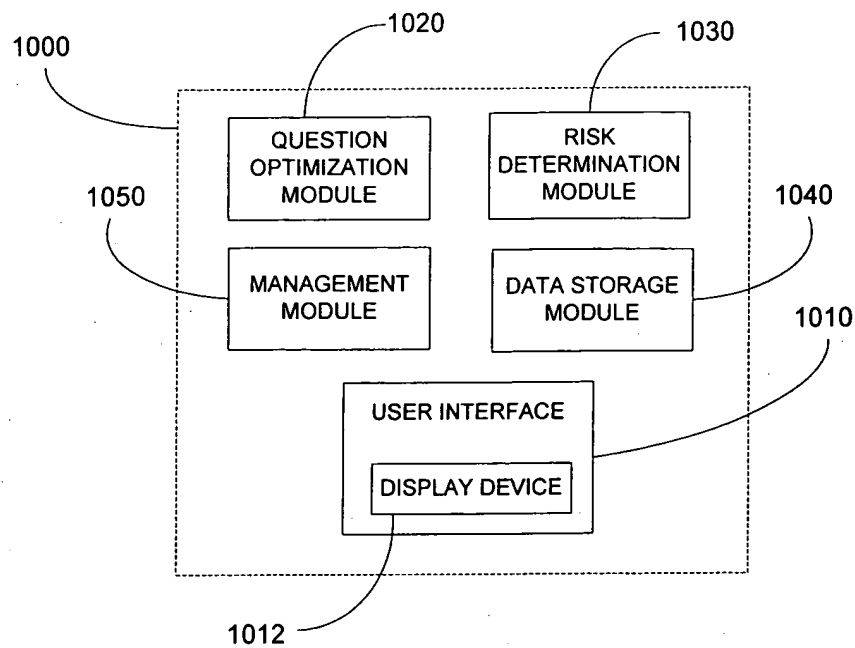 1020
1030
1000
QUESTION
OPTIMIZATION
MODULE
RISK
DETERMINATION
MODULE
1050
1040
MANAGEMENT
MODULE
DATA STORAGE
MODULE
1010
USER INTERFACE
DISPLAY DEVICE
1012